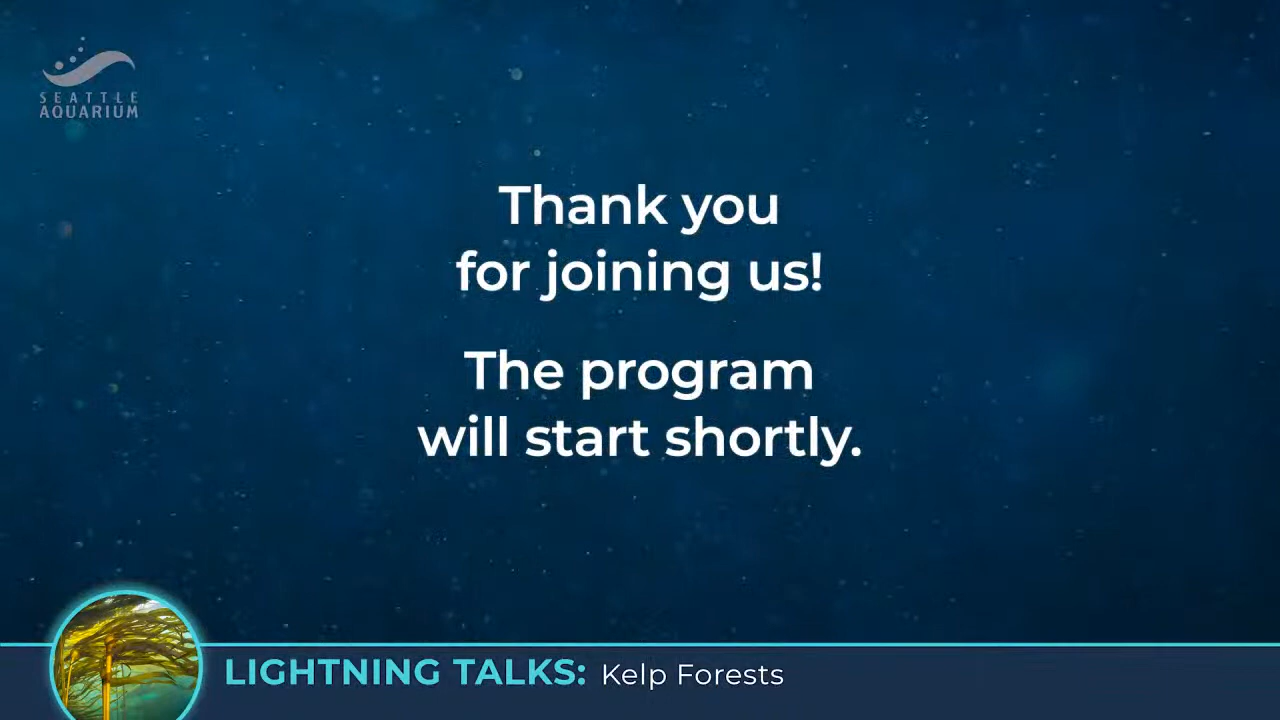 SEATTLE
AQUARIUM
Thank you
for joining us!
The program
will start shortly.
LIGHTNING TALKS: Kelp Forests